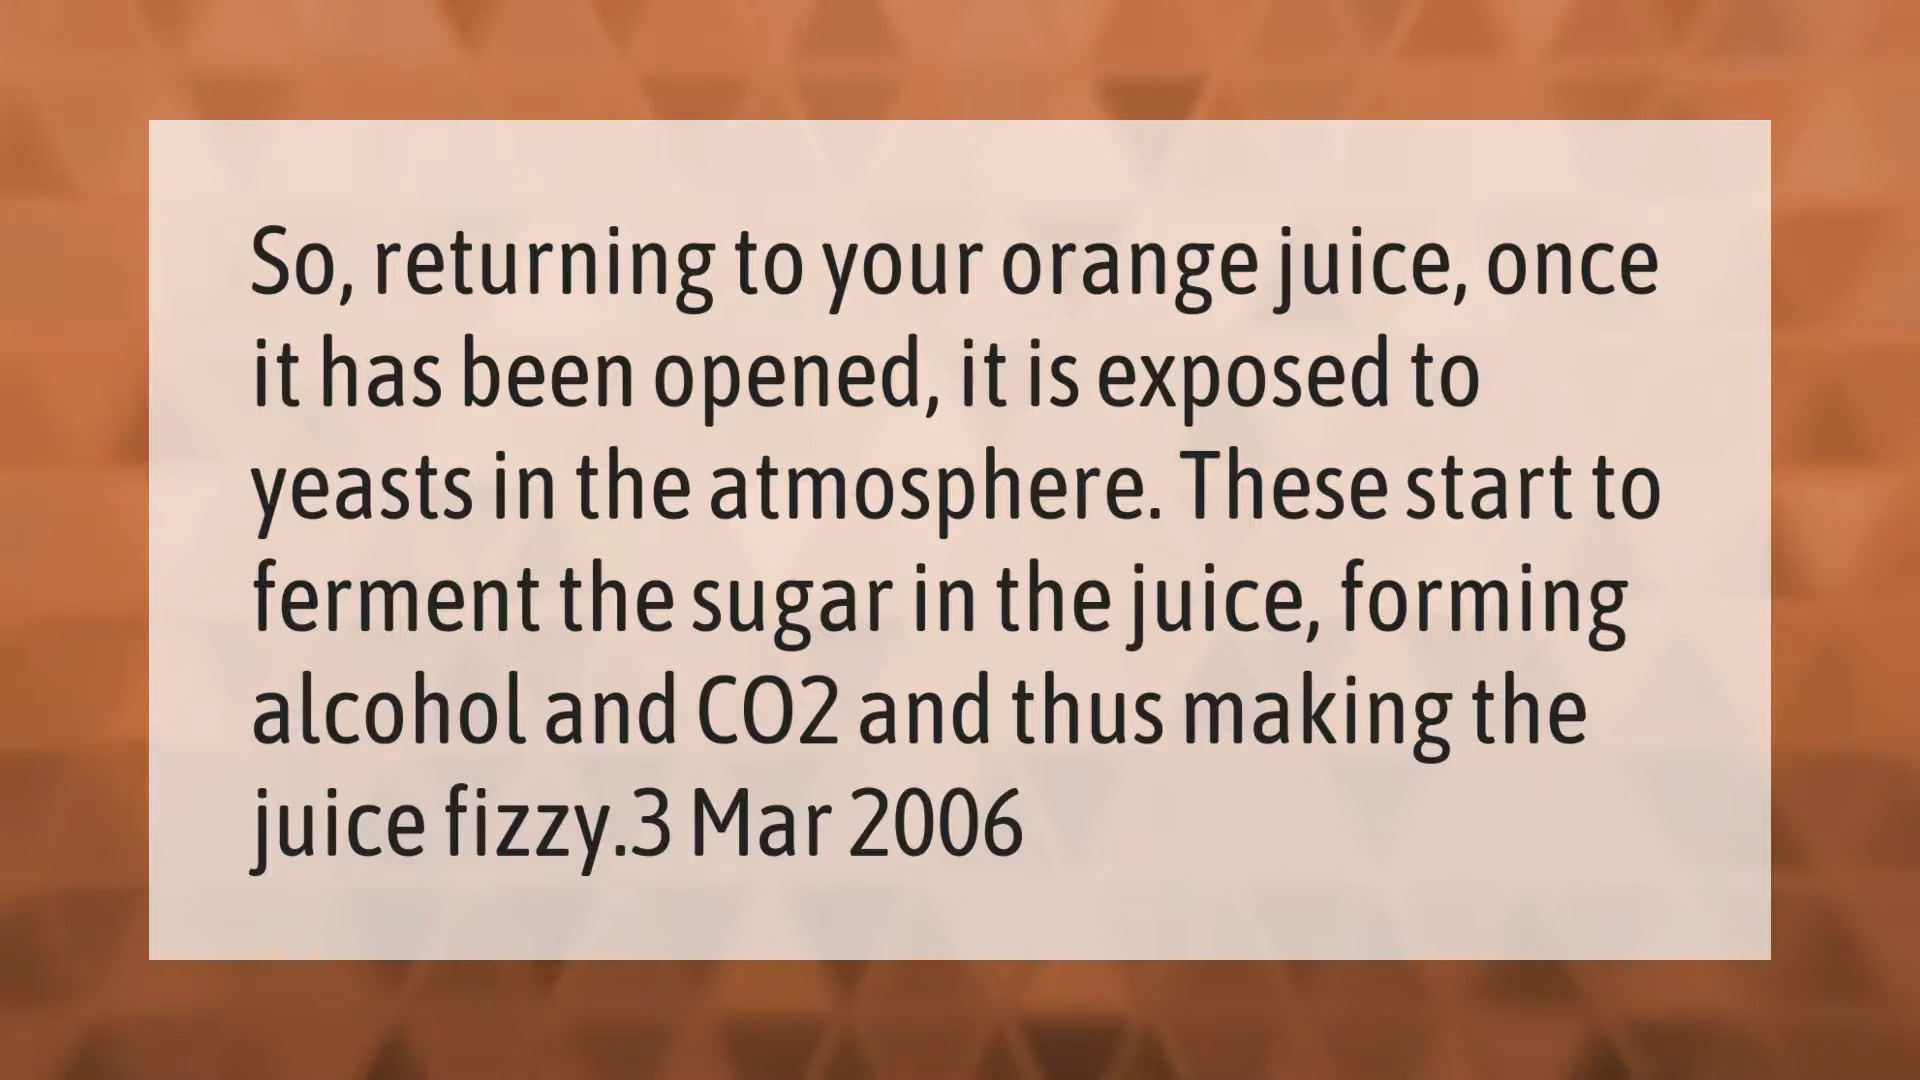 So, returning to your orange juice, once
it has been opened, it is exposed to
yeasts in the atmosphere. These start to
ferment the sugar in the juice, forming
alcohol and CO2 and thus making the
juice fizzy.3 Mar 2006